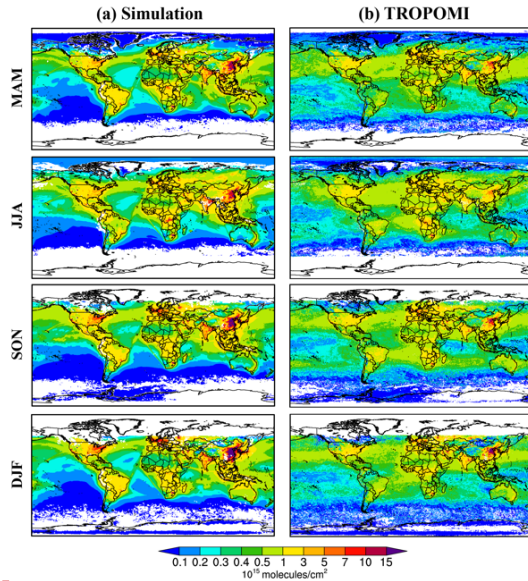 (a) Simulation
(b) TROPOMI
MAM
JJA
SON
DJF
0.1 0.2 0.3 0.4 0.5 1 3 5 7 10 15
10¹⁵ molecules/cm²